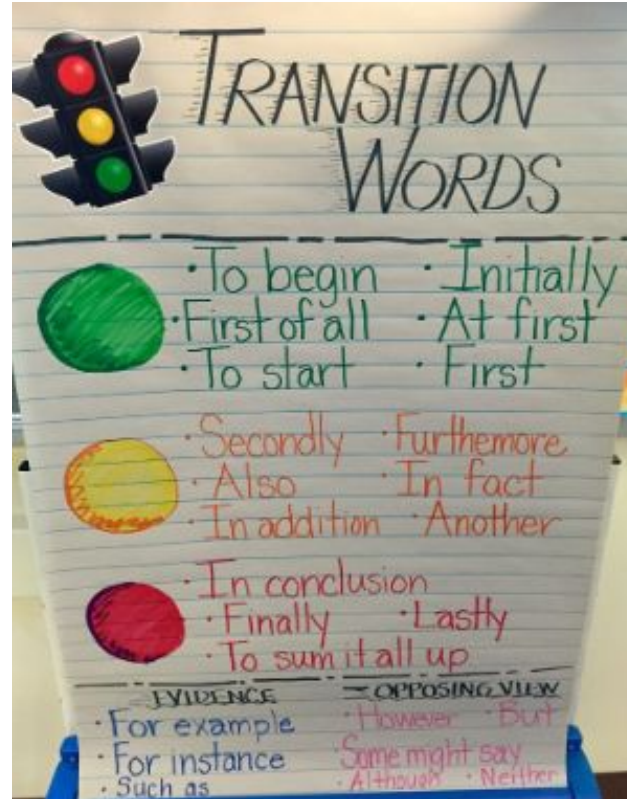 TRANSITION
WORDS
· To begin · Initially
· First of all · At first
· To start · First
· Secondly · Furthemore
· Also · In fact
· In addition · Another
· In conclusion
· Finally · Lastly
· To sum it all up
EVIDENCE
· For example
· For instance
· Such as
OPPOSING VIEW
· However · But
· Some might say
· Although · Neither